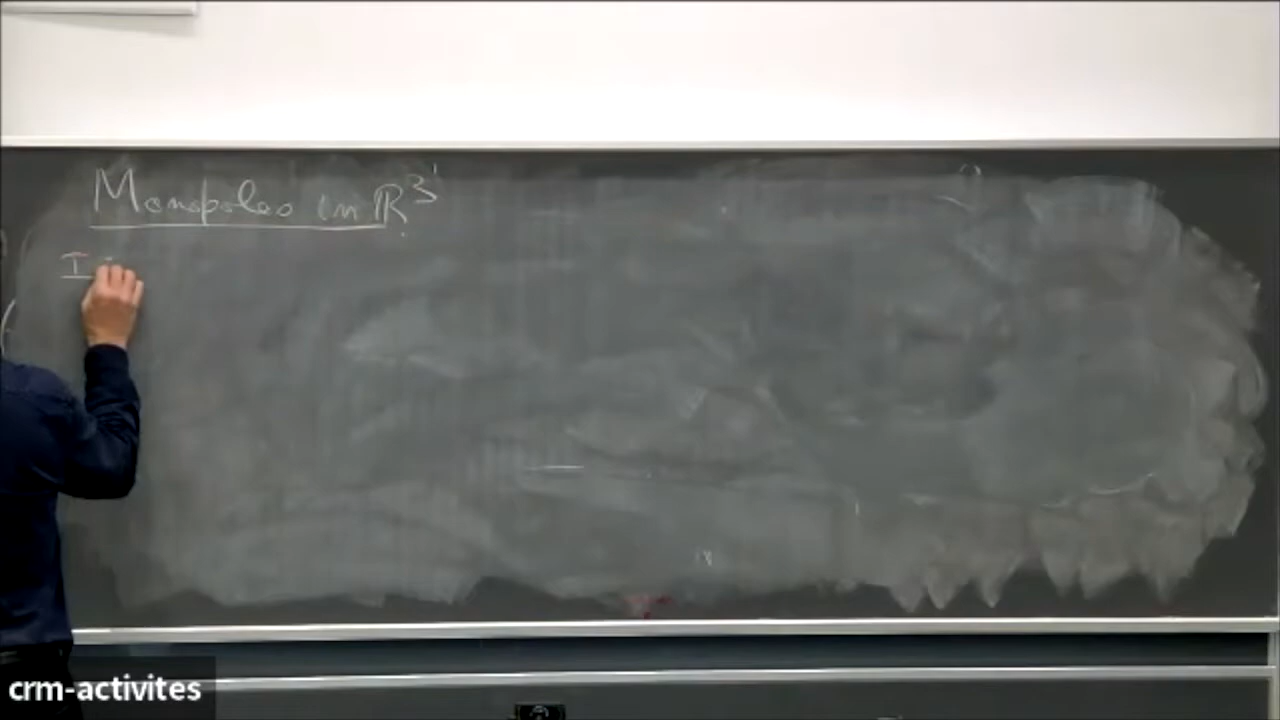 Monopoles in ℝ³
I
crm-activites